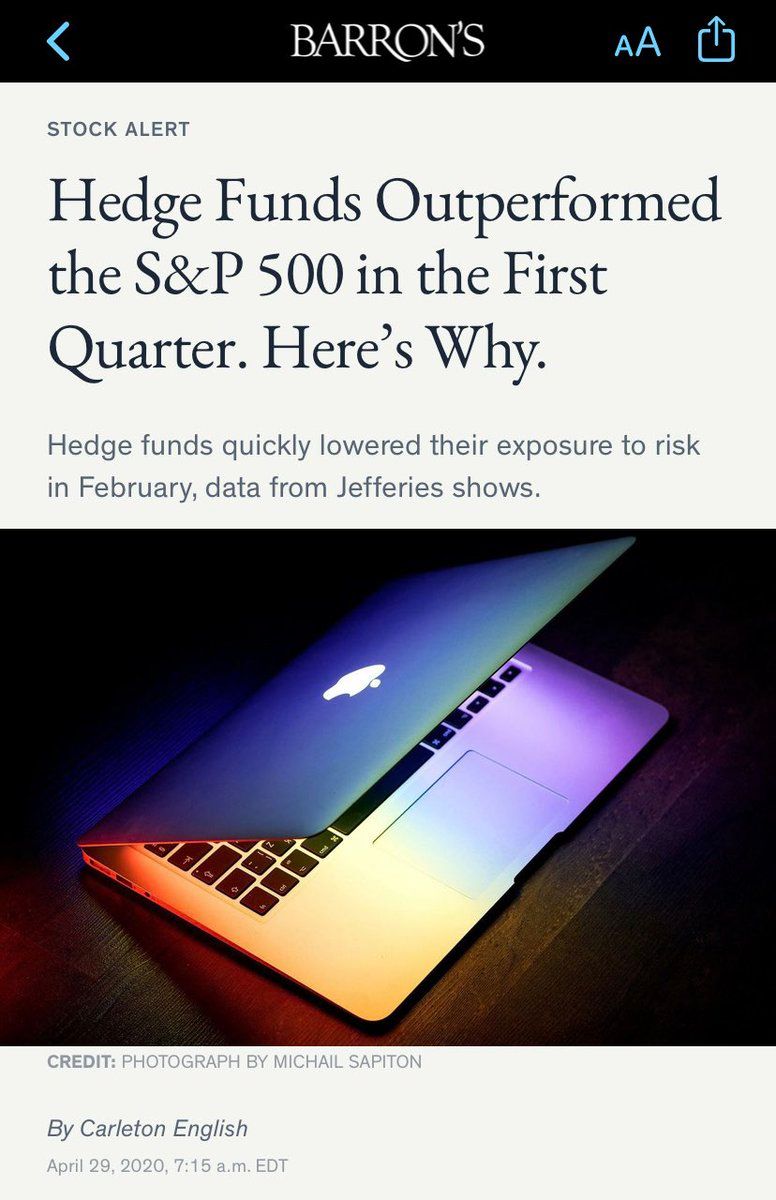 BARRON'S
AA
STOCK ALERT
Hedge Funds Outperformed
the S&P 500 in the First
Quarter. Here’s Why.
Hedge funds quickly lowered their exposure to risk
in February, data from Jefferies shows.
CREDIT: PHOTOGRAPH BY MICHAIL SAPITON
By Carleton English
April 29, 2020, 7:15 a.m. EDT